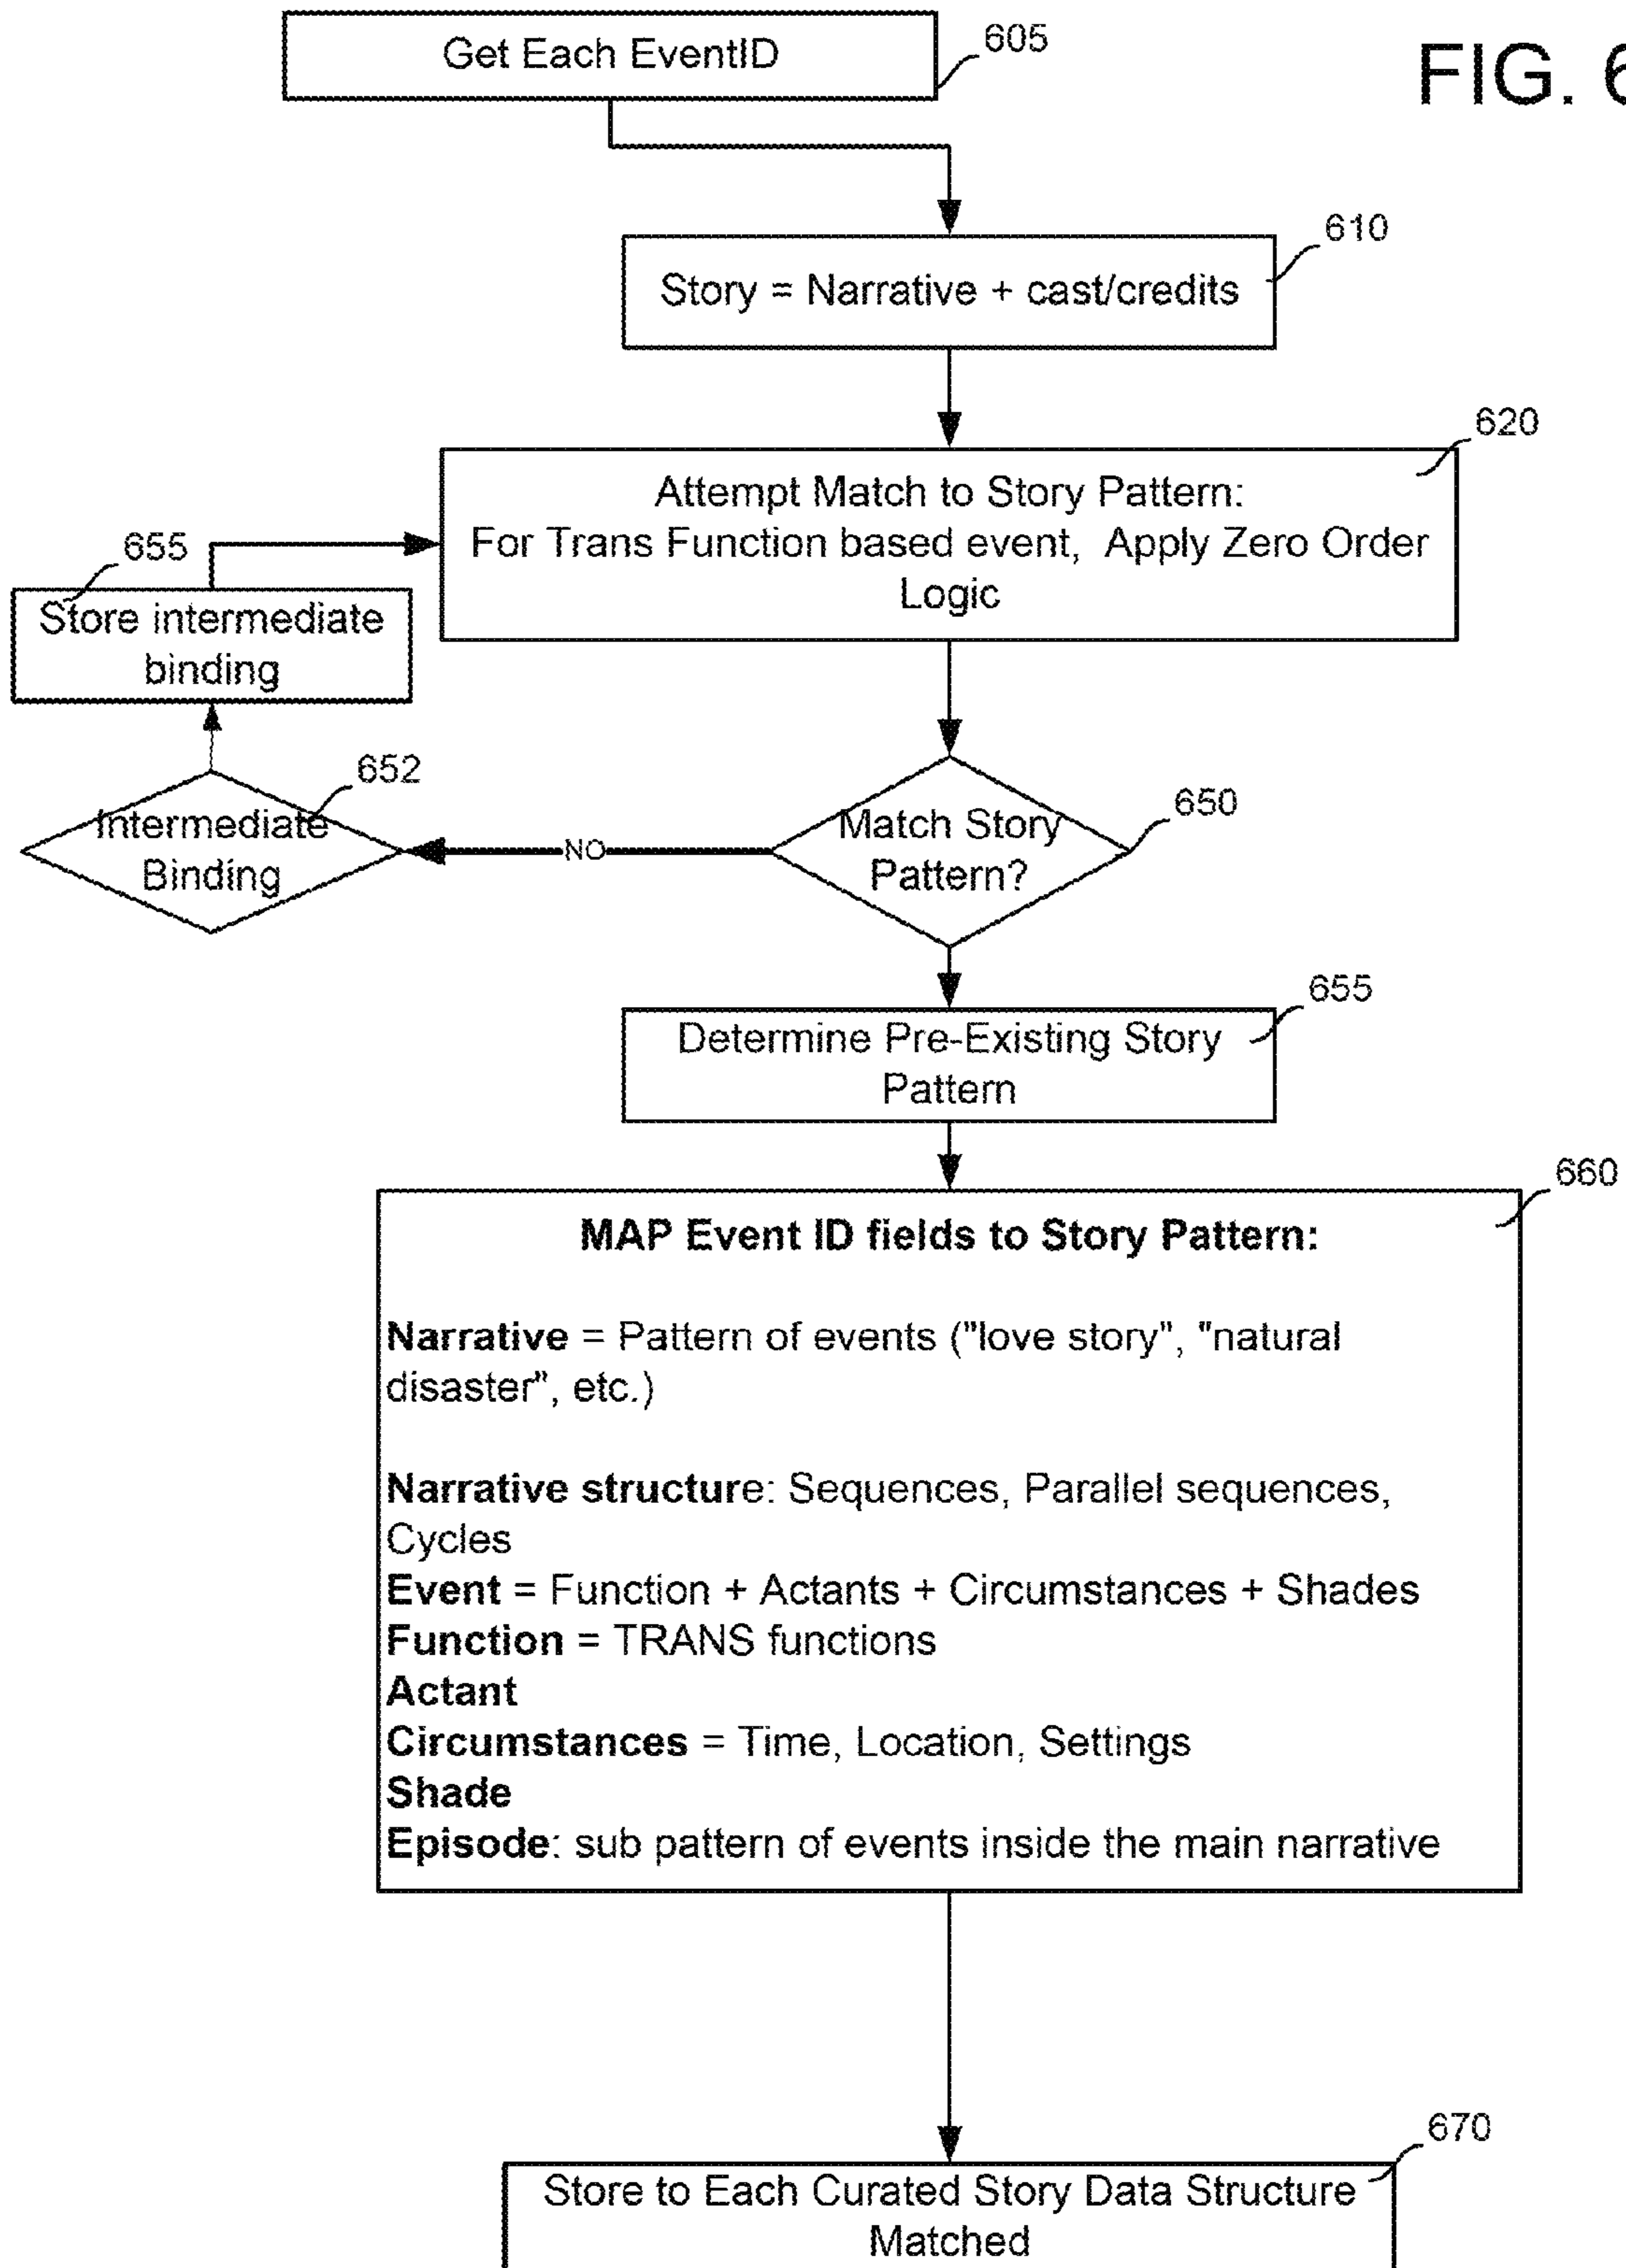 Get Each EventID
605
FIG. 6
610
Story = Narrative + cast/credits
620
Attempt Match to Story Pattern:
For Trans Function based event, Apply Zero Order
Logic
655
Store intermediate
binding
652
Intermediate
Binding
NO
650
Match Story
Pattern?
655
Determine Pre-Existing Story
Pattern
660
MAP Event ID fields to Story Pattern:
Narrative = Pattern of events ("love story", "natural
disaster", etc.)
Narrative structure: Sequences, Parallel sequences,
Cycles
Event = Function + Actants + Circumstances + Shades
Function = TRANS functions
Actant
Circumstances = Time, Location, Settings
Shade
Episode: sub pattern of events inside the main narrative
670
Store to Each Curated Story Data Structure
Matched